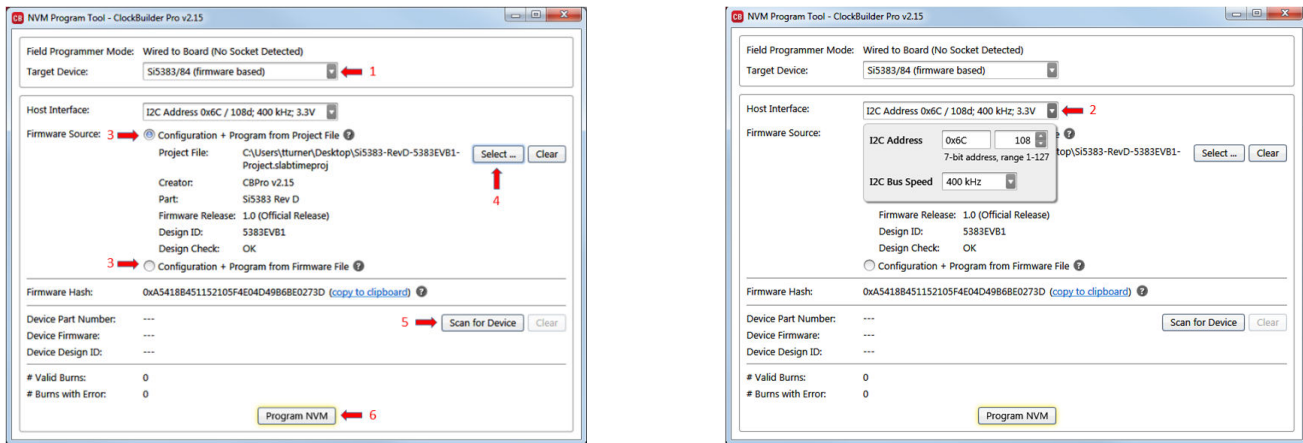 CB NVM Program Tool - ClockBuilder Pro v2.15
Field Programmer Mode: Wired to Board (No Socket Detected)
Target Device: Si5383/84 (firmware based) 1
Host Interface: I2C Address 0x6C / 108d; 400 kHz; 3.3V
Firmware Source: 3 Configuration + Program from Project File ?
Project File: C:\Users\tturner\Desktop\Si5383-RevD-5383EVB1- Select ... Clear
Project.slabtimeproj
Creator: CBPro v2.15
Part: Si5383 Rev D 4
Firmware Release: 1.0 (Official Release)
Design ID: 5383EVB1
Design Check: OK
3 Configuration + Program from Firmware File ?
Firmware Hash: 0xA5418B451152105F4E04D49B6BE0273D (copy to clipboard) ?
Device Part Number: --- 5 Scan for Device Clear
Device Firmware: ---
Device Design ID: ---
# Valid Burns: 0
# Burns with Error: 0
Program NVM 6
CB NVM Program Tool - ClockBuilder Pro v2.15
Field Programmer Mode: Wired to Board (No Socket Detected)
Target Device: Si5383/84 (firmware based)
Host Interface: I2C Address 0x6C / 108d; 400 kHz; 3.3V 2
Firmware Source: e ?
I2C Address 0x6C 108 top\Si5383-RevD-5383EVB1- Select ... Clear
7-bit address, range 1-127
I2C Bus Speed 400 kHz
Firmware Release: 1.0 (Official Release)
Design ID: 5383EVB1
Design Check: OK
Configuration + Program from Firmware File ?
Firmware Hash: 0xA5418B451152105F4E04D49B6BE0273D (copy to clipboard) ?
Device Part Number: --- Scan for Device Clear
Device Firmware: ---
Device Design ID: ---
# Valid Burns: 0
# Burns with Error: 0
Program NVM